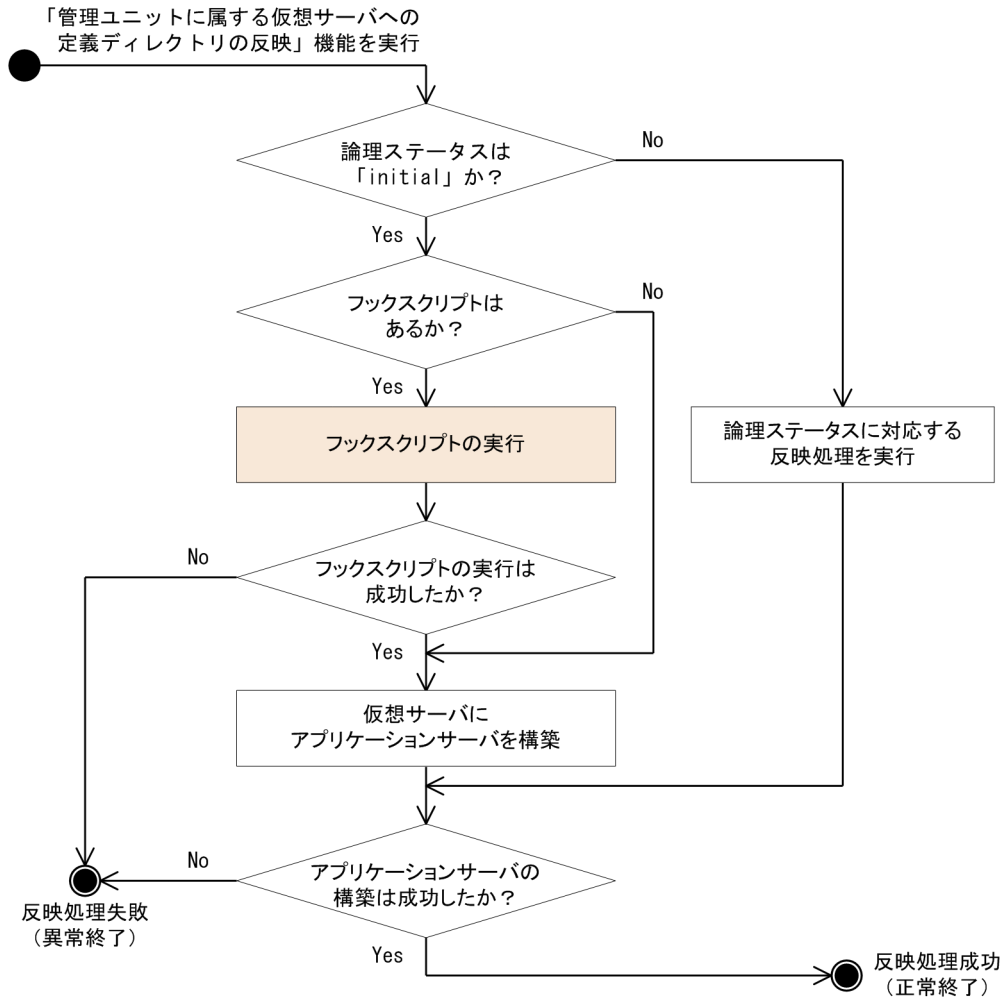 「管理ユニットに属する仮想サーバへの
定義ディレクトリの反映」機能を実行
論理ステータスは
「initial」か？
No
Yes
フックスクリプトは
あるか？
No
Yes
フックスクリプトの実行
論理ステータスに対応する
反映処理を実行
フックスクリプトの実行は
成功したか？
No
Yes
仮想サーバに
アプリケーションサーバを構築
アプリケーションサーバの
構築は成功したか？
No
反映処理失敗
（異常終了）
Yes
反映処理成功
（正常終了）